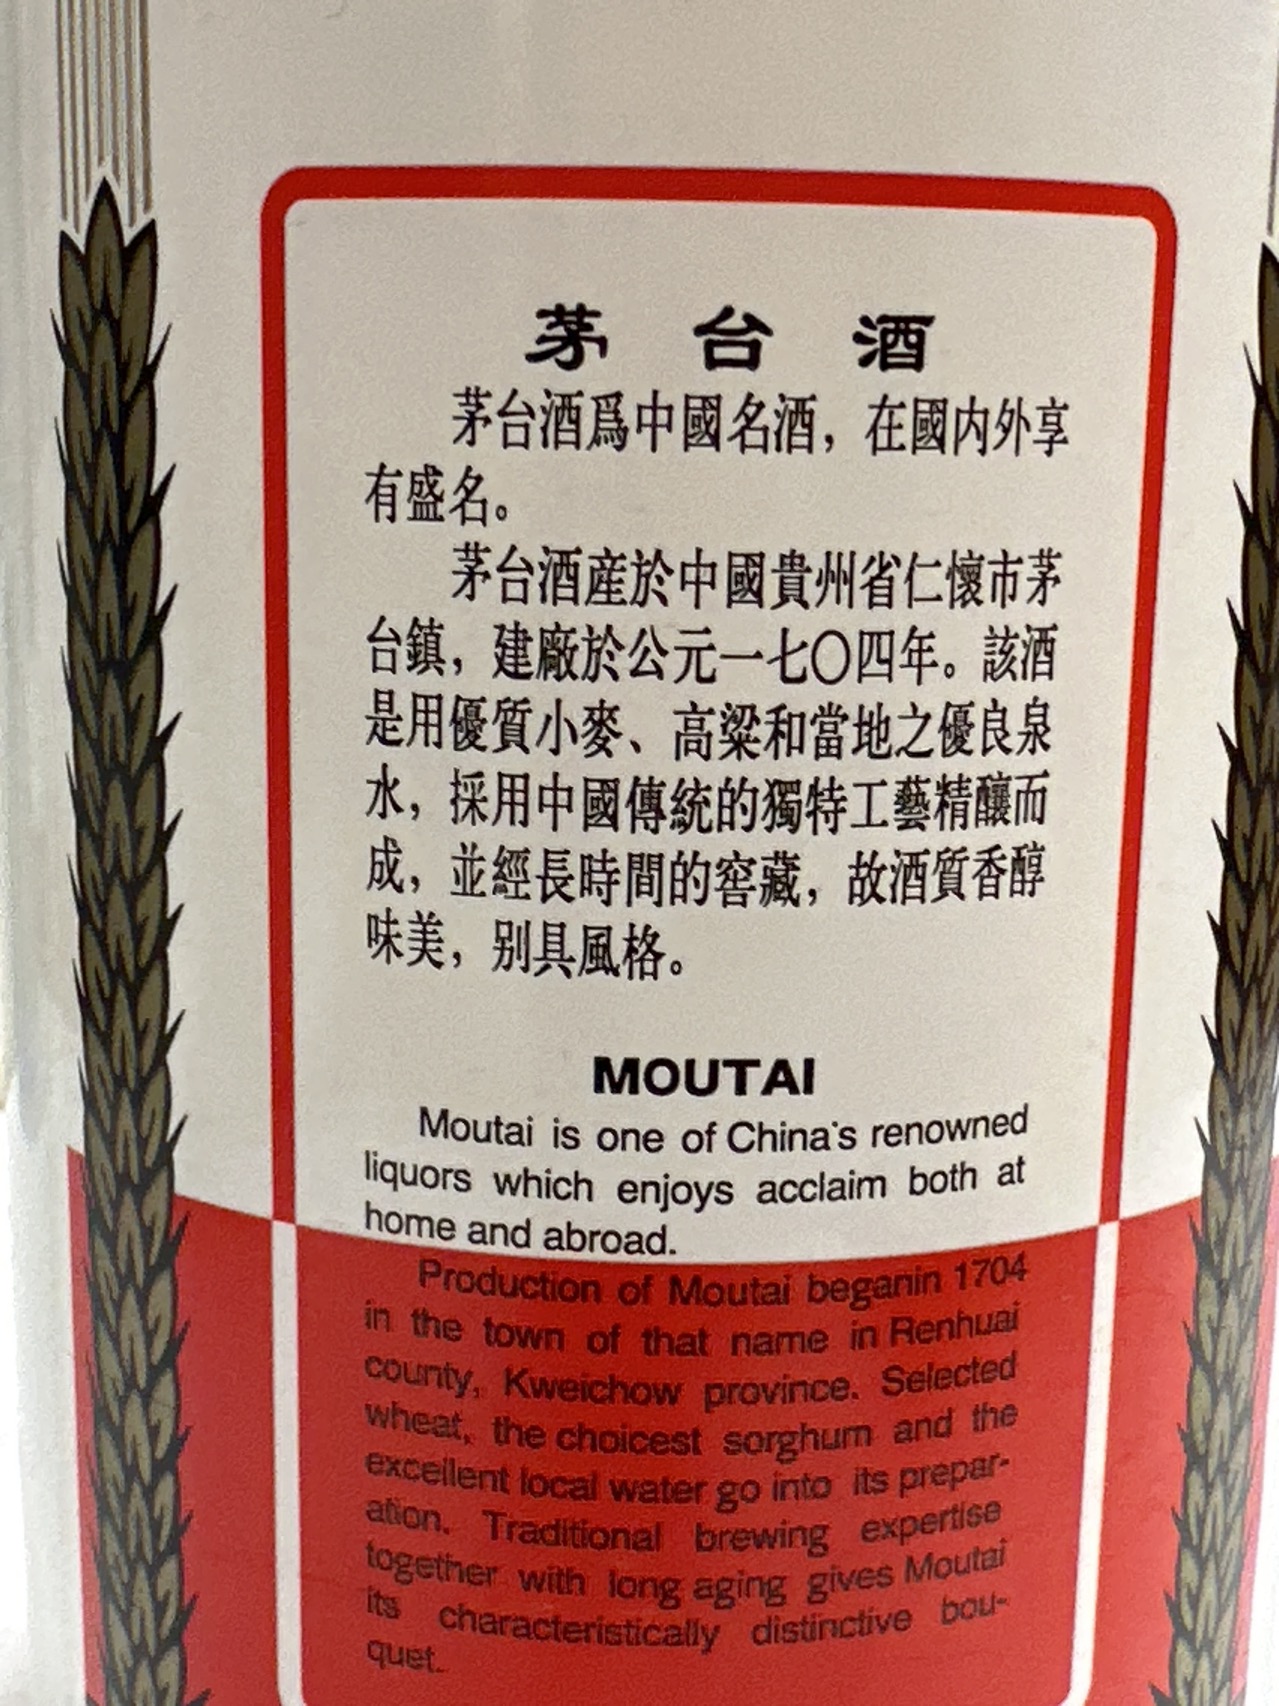 茅台酒
茅台酒爲中國名酒，在國内外享
有盛名。
茅台酒産於中國貴州省仁懷市茅
台鎮，建廠於公元一七〇四年。該酒
是用優質小麥、高粱和當地之優良泉
水，採用中國傳統的獨特工藝精釀而
成，並經長時間的窖藏，故酒質香醇
味美，别具風格。
MOUTAI
Moutai is one of China's renowned
liquors which enjoys acclaim both at
home and abroad.
Production of Moutai beganin 1704
in the town of that name in Renhuai
county, Kweichow province. Selected
wheat, the choicest sorghum and the
excellent local water go into its prepar-
ation. Traditional brewing expertise
together with long aging gives Moutai
its characteristically distinctive bou-
quet.